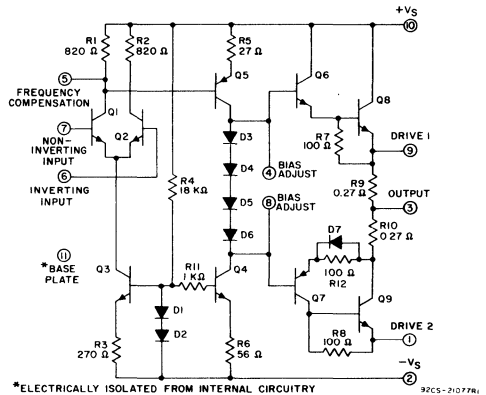 +VS
10
R1
820 Ω
R2
820 Ω
R5
27 Ω
5
FREQUENCY
COMPENSATION
Q5
Q6
Q8
Q1
7
NON-
INVERTING
INPUT
Q2
6
INVERTING
INPUT
R4
18 KΩ
D3
D4
D5
D6
4
BIAS
ADJUST
8
BIAS
ADJUST
R7
100 Ω
DRIVE 1
9
R9
0.27 Ω
OUTPUT
3
R10
0.27 Ω
D7
100 Ω
R12
11
*BASE
PLATE
Q3
R11
1 KΩ
Q4
Q7
Q9
D1
D2
R3
270 Ω
R6
56 Ω
R8
100 Ω
DRIVE 2
1
-VS
2
*ELECTRICALLY ISOLATED FROM INTERNAL CIRCUITRY
92CS-21077R1